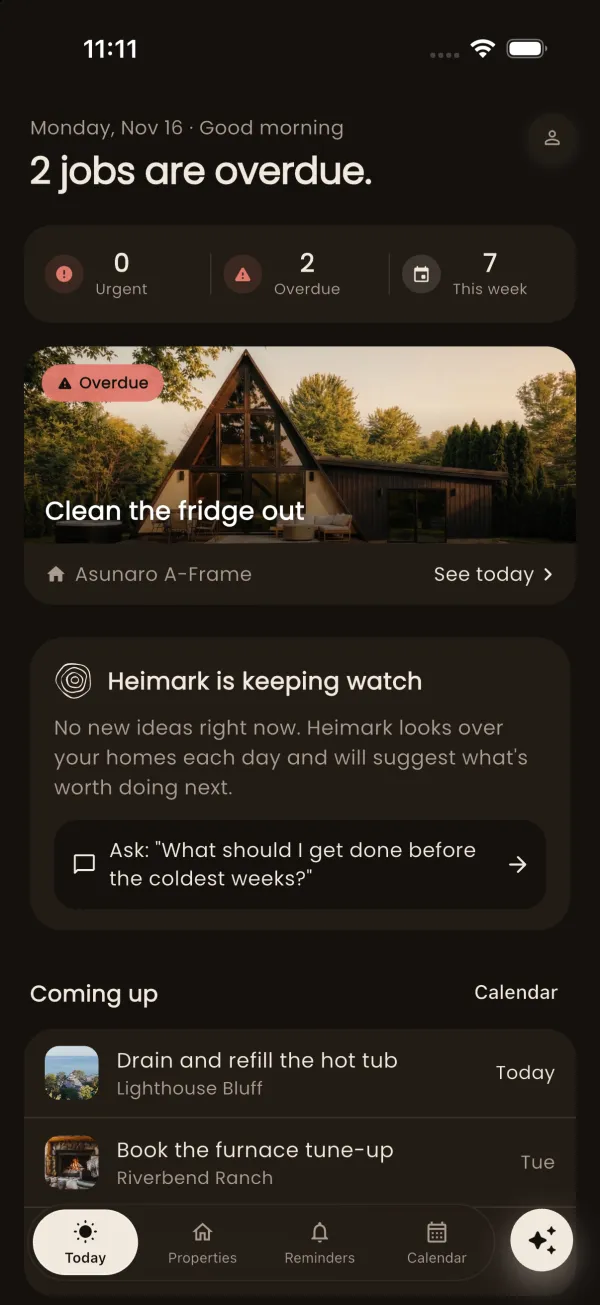 11:11
Monday, Nov 16 · Good morning
2 jobs are overdue.
0
Urgent
2
Overdue
7
This week
Overdue
Clean the fridge out
Asunaro A-Frame
See today
Heimark is keeping watch
No new ideas right now. Heimark looks over
your homes each day and will suggest what's
worth doing next.
Ask: "What should I get done before
the coldest weeks?"
Coming up
Calendar
Drain and refill the hot tub
Lighthouse Bluff
Today
Book the furnace tune-up
Riverbend Ranch
Tue
Today
Properties
Reminders
Calendar